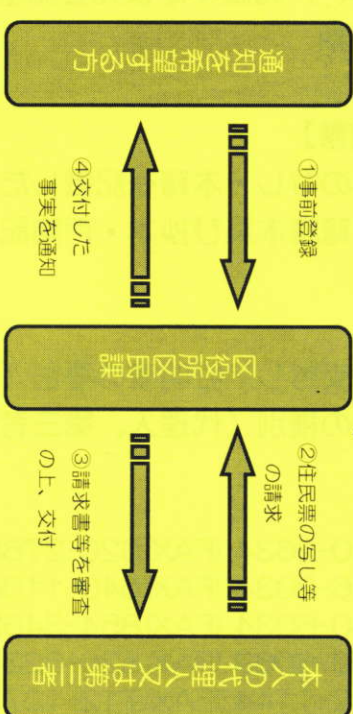 通知を希望する方
①事前登録
④交付した
事実を通知
区役所区民課
②住民票の写し等
の請求
③請求書等を審査
の上、交付
本人の代理人又は第三者